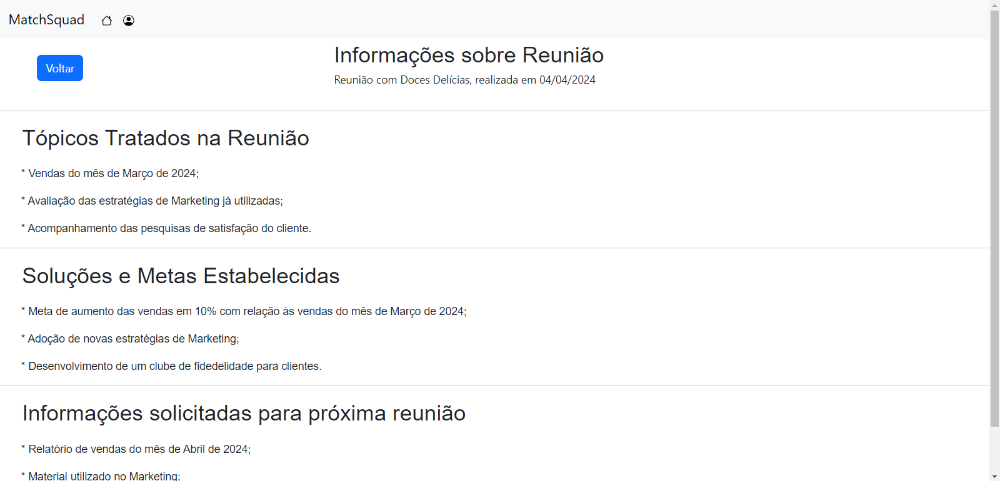 MatchSquad
Voltar
Informações sobre Reunião
Reunião com Doces Delícias, realizada em 04/04/2024
Tópicos Tratados na Reunião
* Vendas do mês de Março de 2024;
* Avaliação das estratégias de Marketing já utilizadas;
* Acompanhamento das pesquisas de satisfação do cliente.
Soluções e Metas Estabelecidas
* Meta de aumento das vendas em 10% com relação às vendas do mês de Março de 2024;
* Adoção de novas estratégias de Marketing;
* Desenvolvimento de um clube de fidedelidade para clientes.
Informações solicitadas para próxima reunião
* Relatório de vendas do mês de Abril de 2024;
* Material utilizado no Marketing;